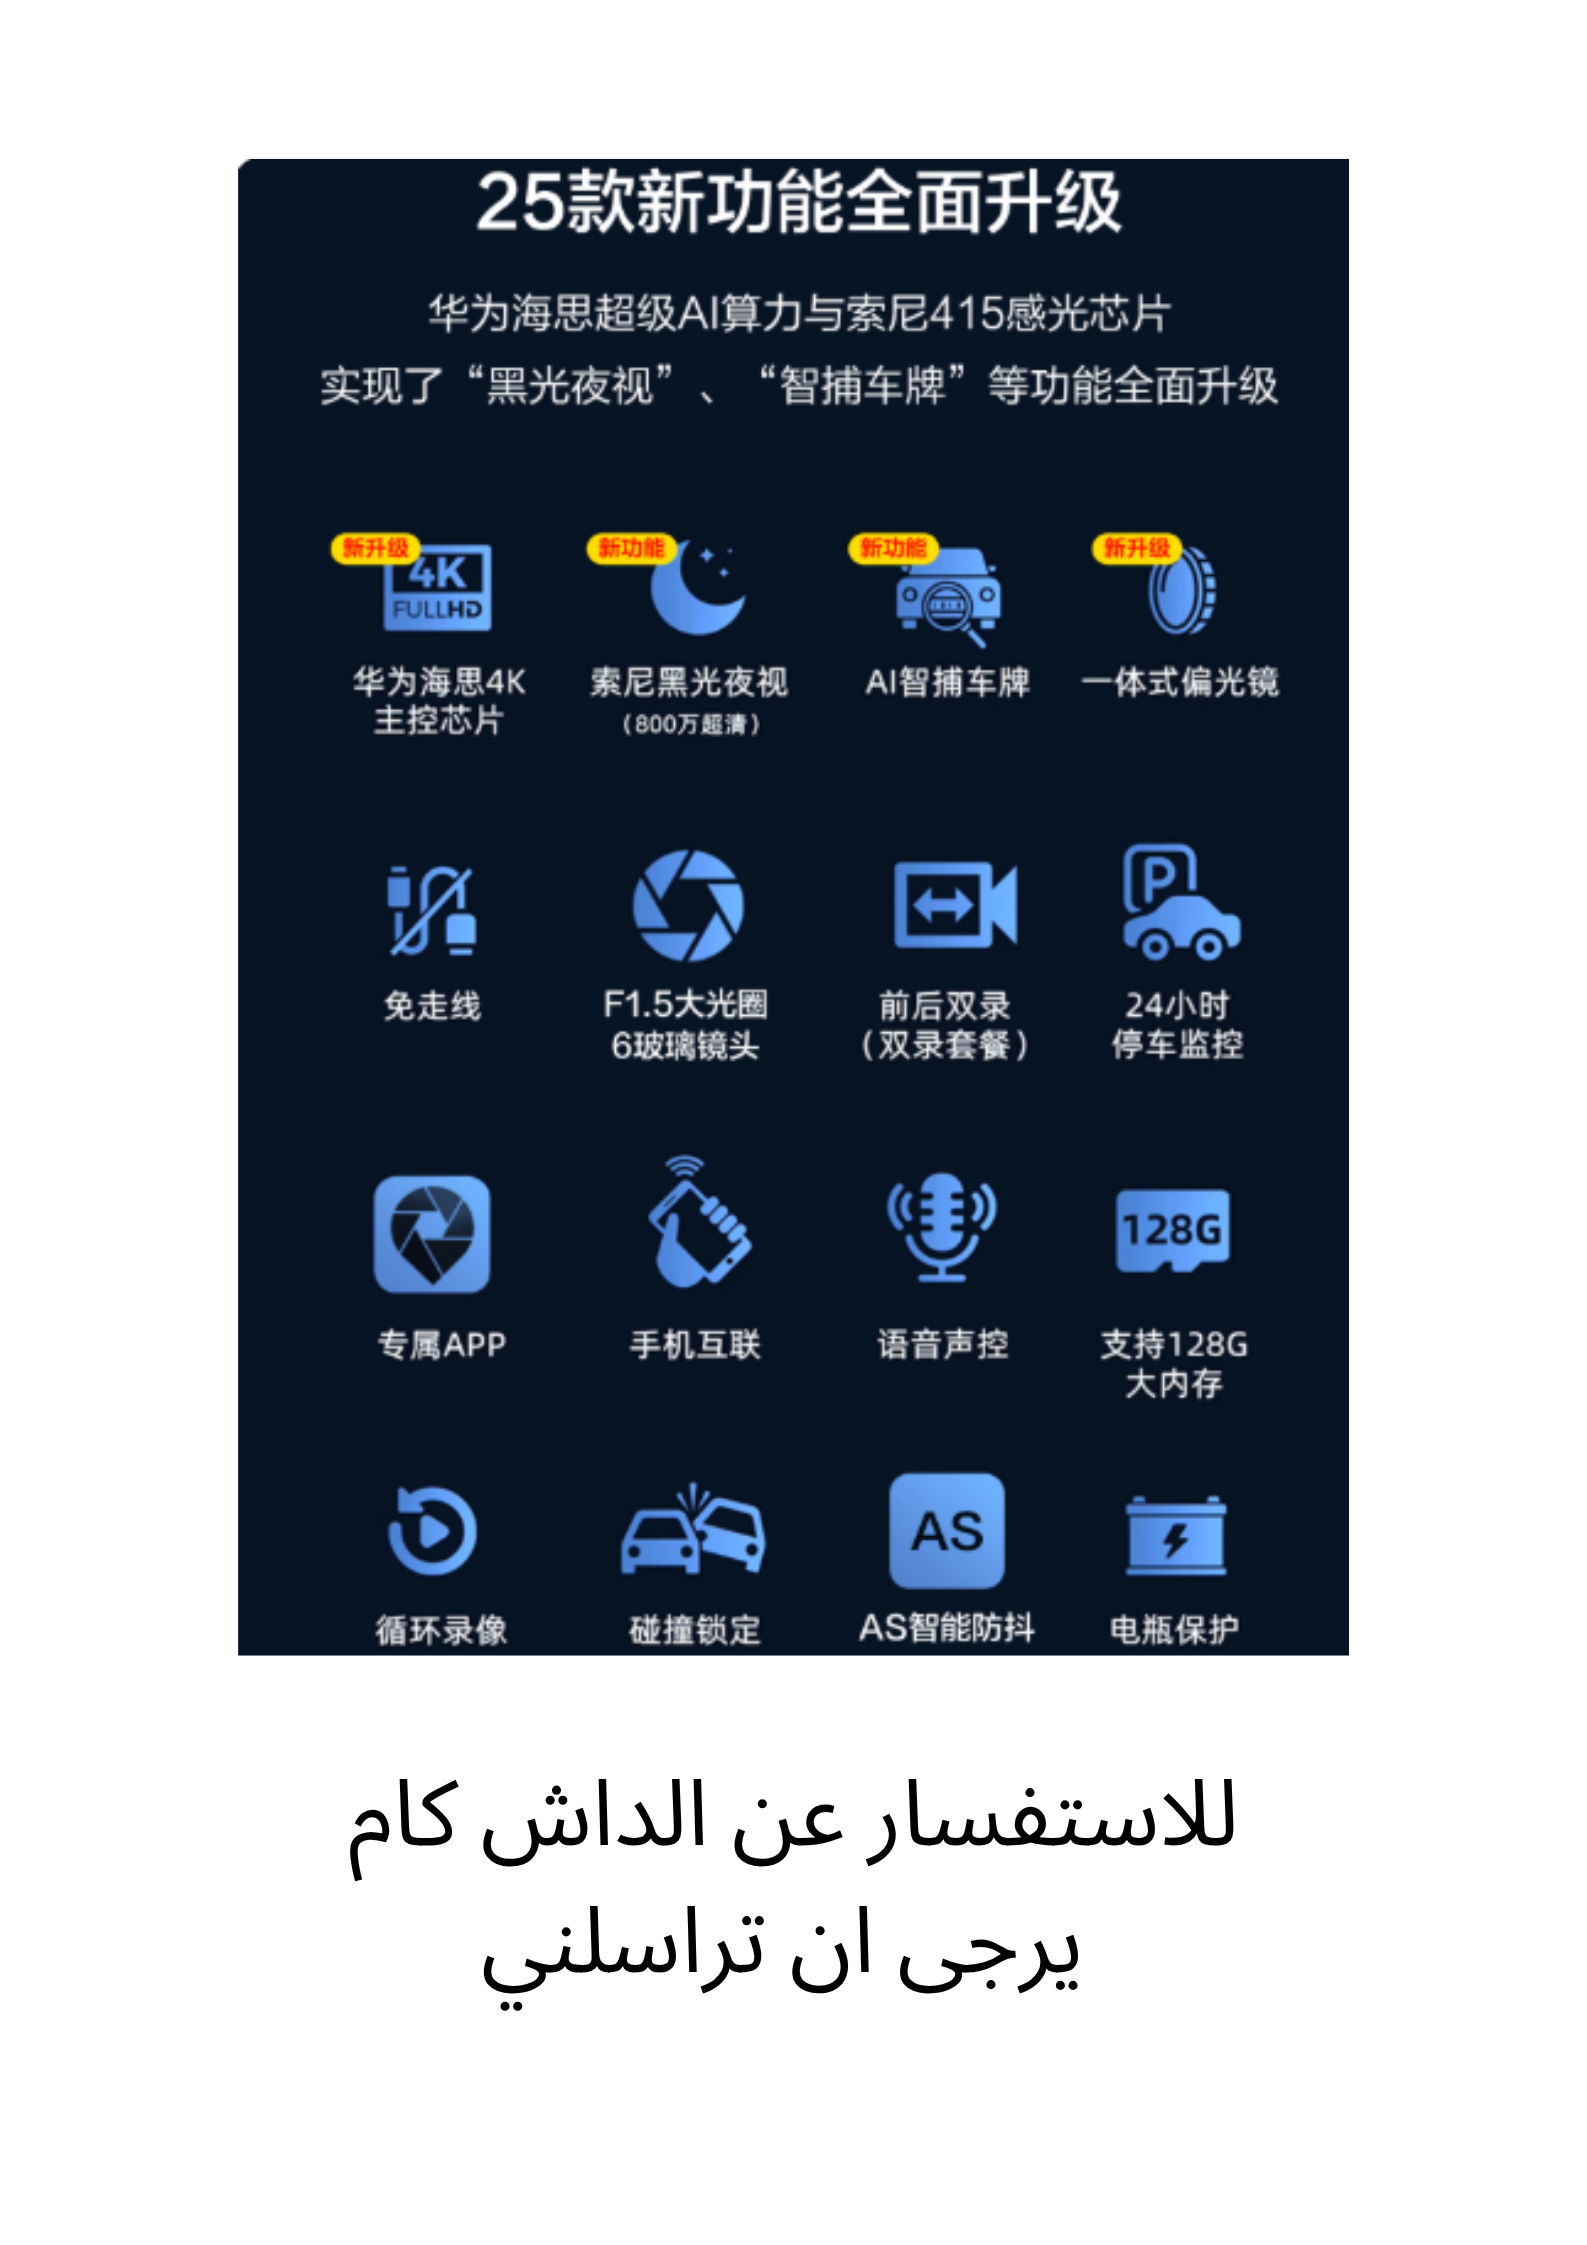 25款新功能全面升级
华为海思超级AI算力与索尼415感光芯片
实现了“黑光夜视”、“智捕车牌”等功能全面升级
新升级 新功能 新功能 新升级
4K
FULLHD
华为海思4K 索尼黑光夜视 AI智捕车牌 一体式偏光镜
主控芯片 （800万超清）
P
免走线 F1.5大光圈 前后双录 24小时
6玻璃镜头 （双录套餐） 停车监控
128G
专属APP 手机互联 语音声控 支持128G
大内存
AS
循环录像 碰撞锁定 AS智能防抖 电瓶保护
للاستفسار عن الداش كام
يرجى ان تراسلني